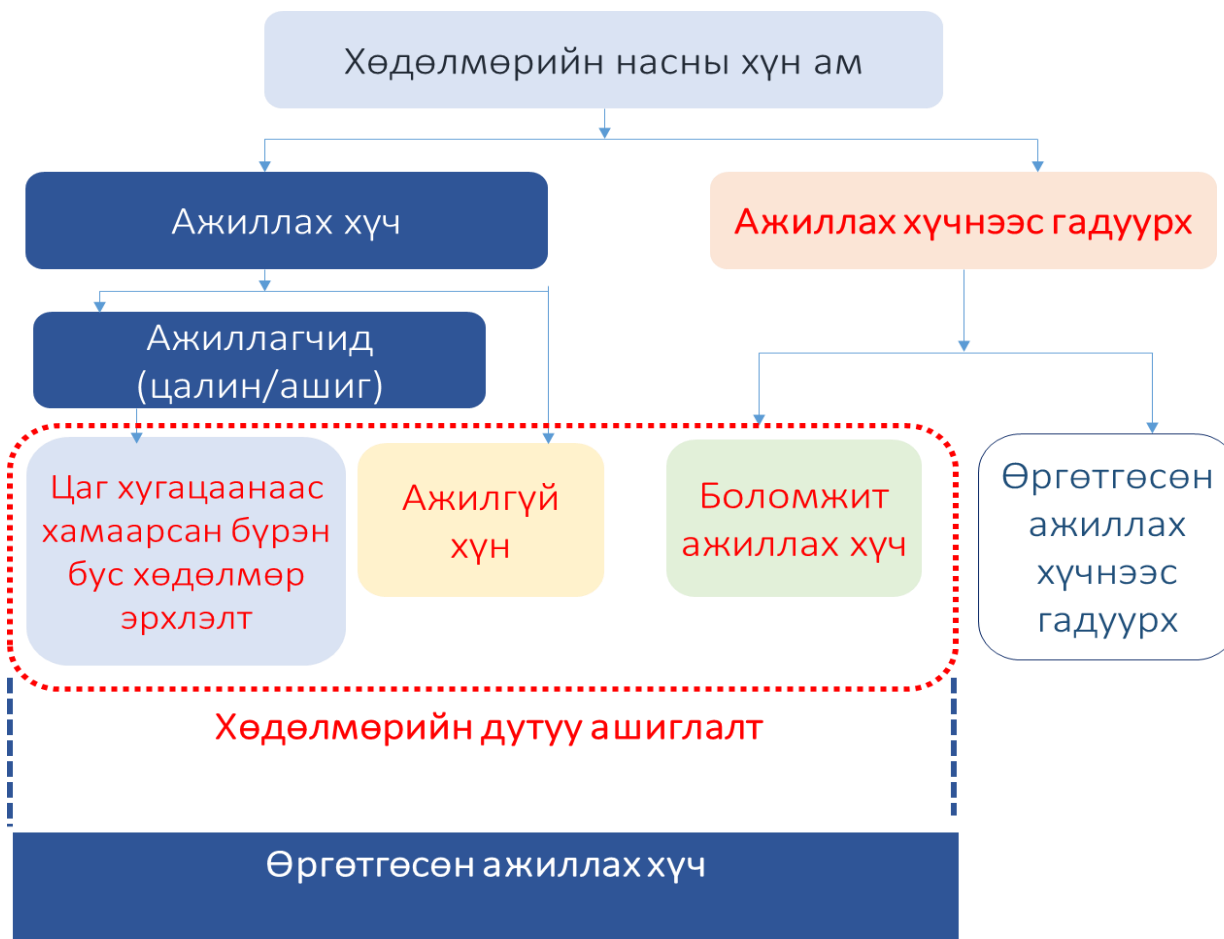 Хөдөлмөрийн насны хүн ам
Ажиллах хүч
Ажиллах хүчнээс гадуурх
Ажиллагчид
(цалин/ашиг)
Цаг хугацаанаас
хамаарсан бүрэн
бус хөдөлмөр
эрхлэлт
Ажилгүй
хүн
Боломжит
ажиллах хүч
Өргөтгөсөн
ажиллах
хүчнээс
гадуурх
Хөдөлмөрийн дутуу ашиглалт
Өргөтгөсөн ажиллах хүч